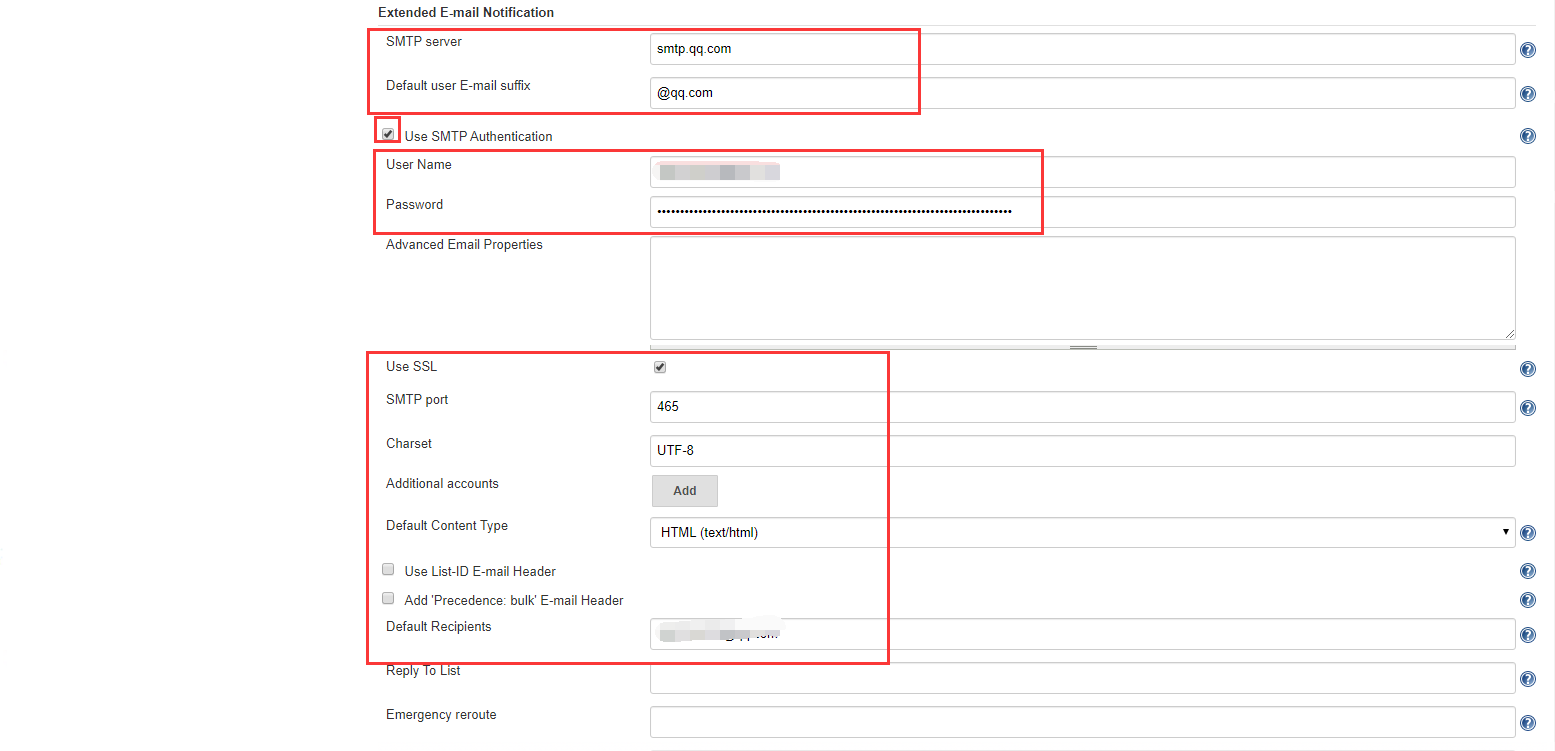 Extended E-mail Notification
SMTP server
smtp.qq.com
Default user E-mail suffix
@qq.com
Use SMTP Authentication
User Name
Password
••••••••••••••••••••••••••••••••••••••••••••••••••••••••••••••••••••••••••••••
Advanced Email Properties
Use SSL
SMTP port
465
Charset
UTF-8
Additional accounts
Add
Default Content Type
HTML (text/html)
Use List-ID E-mail Header
Add 'Precedence: bulk' E-mail Header
Default Recipients
Reply To List
Emergency reroute